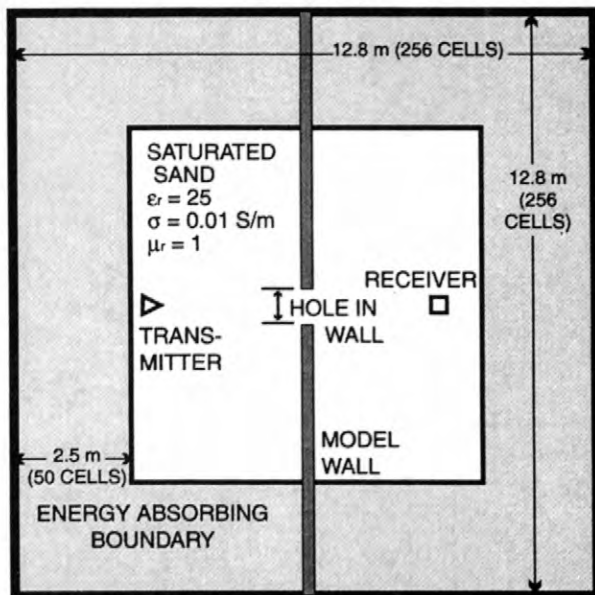 12.8 m (256 CELLS)
SATURATED
SAND
εr = 25
σ = 0.01 S/m
μr = 1
12.8 m
(256
CELLS)
RECEIVER
HOLE IN
WALL
TRANS-
MITTER
2.5 m
(50 CELLS)
MODEL
WALL
ENERGY ABSORBING
BOUNDARY